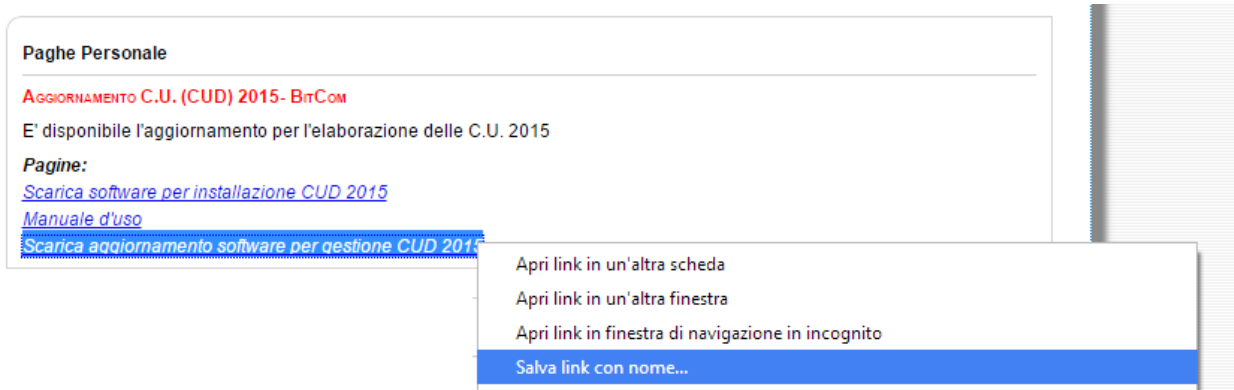 Paghe Personale
Aggiornamento C.U. (CUD) 2015- BitCom
E' disponibile l'aggiornamento per l'elaborazione delle C.U. 2015
Pagine:
Scarica software per installazione CUD 2015
Manuale d'uso
Scarica aggiornamento software per gestione CUD 2015
Apri link in un'altra scheda
Apri link in un'altra finestra
Apri link in finestra di navigazione in incognito
Salva link con nome...